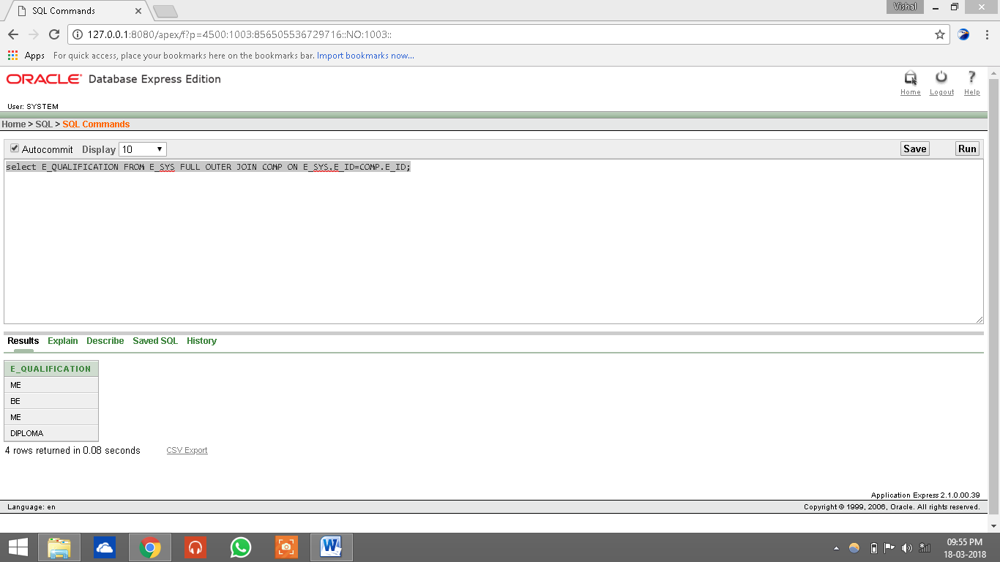 SQL Commands
Vishal
127.0.0.1:8080/apex/f?p=4500:1003:856505536729716::NO:1003::
Apps For quick access, place your bookmarks here on the bookmarks bar. Import bookmarks now...
ORACLE Database Express Edition
Home Logout Help
User: SYSTEM
Home > SQL > SQL Commands
Autocommit Display 10 Save Run
select E_QUALIFICATION FROM E_SYS FULL OUTER JOIN COMP ON E_SYS.E_ID=COMP.E_ID;
Results Explain Describe Saved SQL History
E_QUALIFICATION
ME
BE
ME
DIPLOMA
4 rows returned in 0.08 seconds CSV Export
Application Express 2.1.0.00.39
Language: en Copyright © 1999, 2006, Oracle. All rights reserved.
09:55 PM
18-03-2018